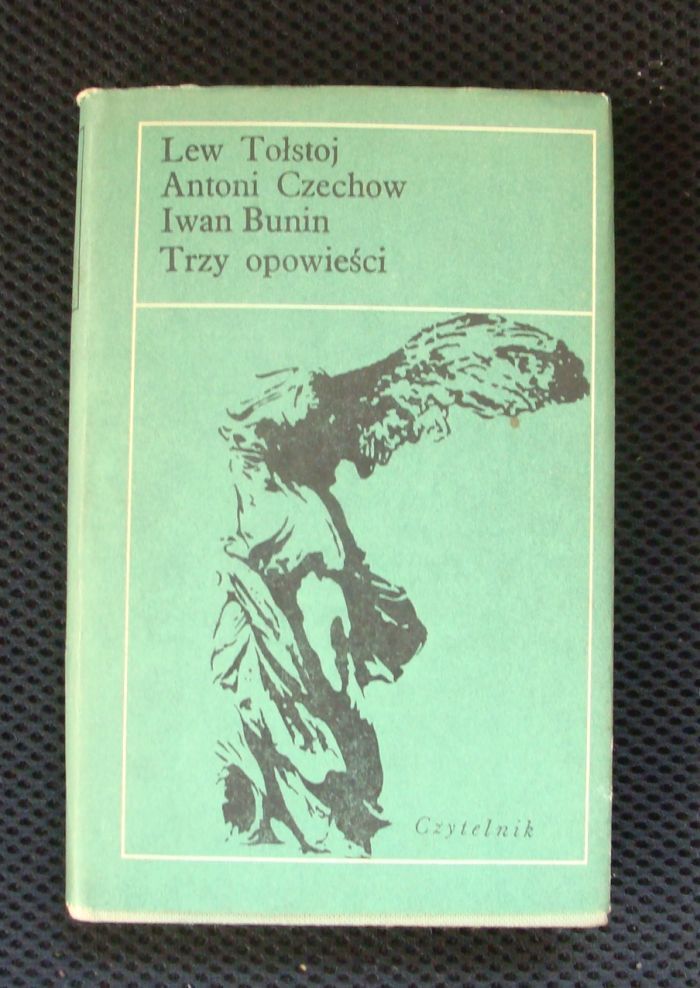 Lew Tołstoj
Antoni Czechow
Iwan Bunin
Trzy opowieści
Czytelnik